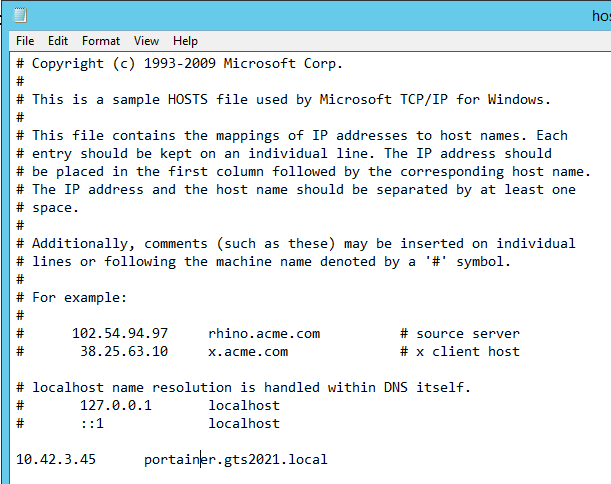 hos
File Edit Format View Help
# Copyright (c) 1993-2009 Microsoft Corp.
#
# This is a sample HOSTS file used by Microsoft TCP/IP for Windows.
#
# This file contains the mappings of IP addresses to host names. Each
# entry should be kept on an individual line. The IP address should
# be placed in the first column followed by the corresponding host name.
# The IP address and the host name should be separated by at least one
# space.
#
# Additionally, comments (such as these) may be inserted on individual
# lines or following the machine name denoted by a '#' symbol.
#
# For example:
#
#      102.54.94.97     rhino.acme.com          # source server
#       38.25.63.10     x.acme.com              # x client host

# localhost name resolution is handled within DNS itself.
#       127.0.0.1       localhost
#       ::1             localhost

10.42.3.45      portainer.gts2021.local